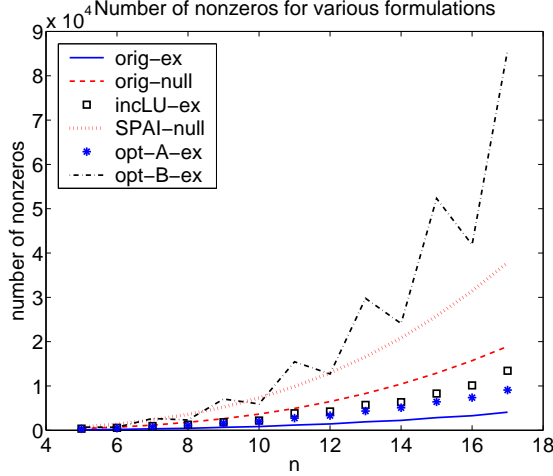 x 10^4
Number of nonzeros for various formulations
9
8
7
6
5
4
3
2
1
0
number of nonzeros
orig−ex
orig−null
incLU−ex
SPAI−null
opt−A−ex
opt−B−ex
4 6 8 10 12 14 16 18
n